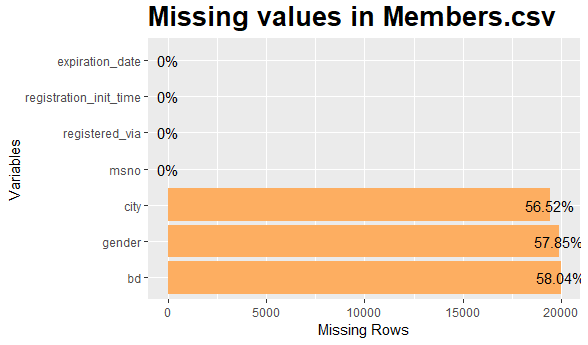 Missing values in Members.csv
expiration_date 0%
registration_init_time 0%
registered_via 0%
msno 0%
city 56.52%
gender 57.85%
bd 58.04%
Variables
0 5000 10000 15000 20000
Missing Rows